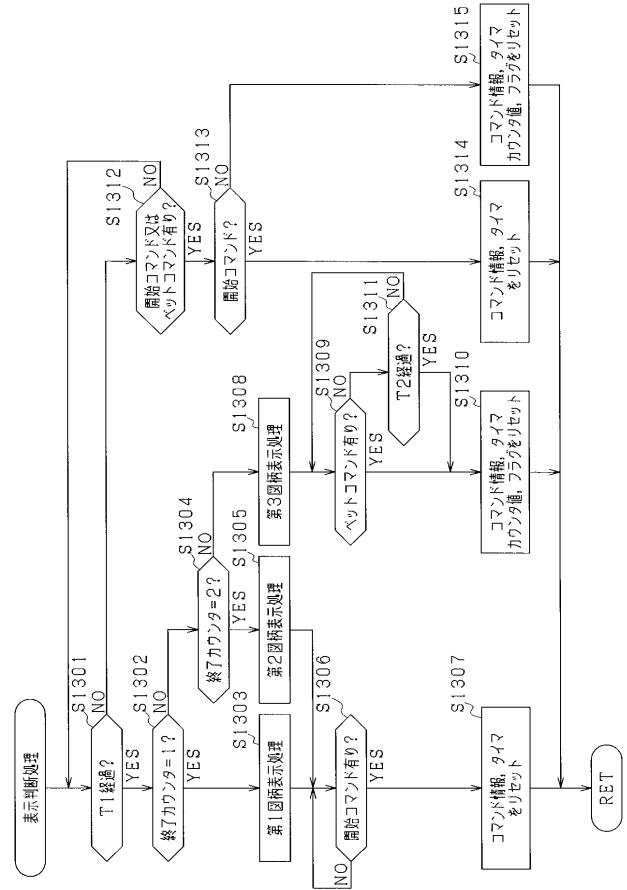 表示判断処理
S1301
T1経過?
NO
YES
S1302
終了カウンタ=1?
NO
YES
S1303
第1図柄表示処理
S1304
終了カウンタ=2?
NO
YES
S1305
第2図柄表示処理
S1306
開始コマンド有り?
NO
YES
S1307
コマンド情報,タイマ
をリセット
S1308
第3図柄表示処理
S1309
ベットコマンド有り?
NO
YES
S1311
T2経過?
NO
YES
S1310
コマンド情報,タイマ
カウンタ値,フラグをリセット
S1312
開始コマンド又は
ベットコマンド有り?
NO
YES
S1313
開始コマンド?
NO
YES
S1314
コマンド情報,タイマ
をリセット
S1315
コマンド情報,タイマ
カウンタ値,フラグをリセット
RET